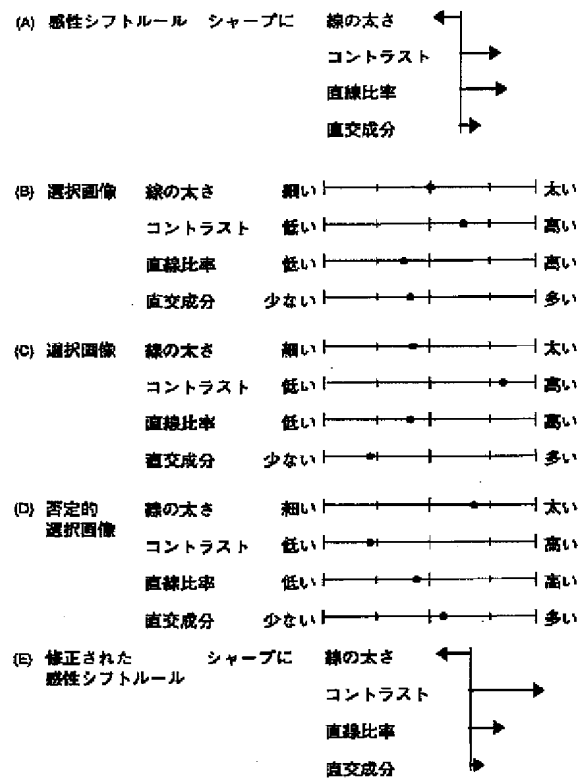 (A) 感性シフトルール シャープに 線の太さ
コントラスト
直線比率
直交成分
(B) 選択画像 線の太さ 細い 太い
コントラスト 低い 高い
直線比率 低い 高い
直交成分 少ない 多い
(C) 選択画像 線の太さ 細い 太い
コントラスト 低い 高い
直線比率 低い 高い
直交成分 少ない 多い
(D) 否定的 線の太さ 細い 太い
選択画像
コントラスト 低い 高い
直線比率 低い 高い
直交成分 少ない 多い
(E) 修正された シャープに 線の太さ
感性シフトルール
コントラスト
直線比率
直交成分